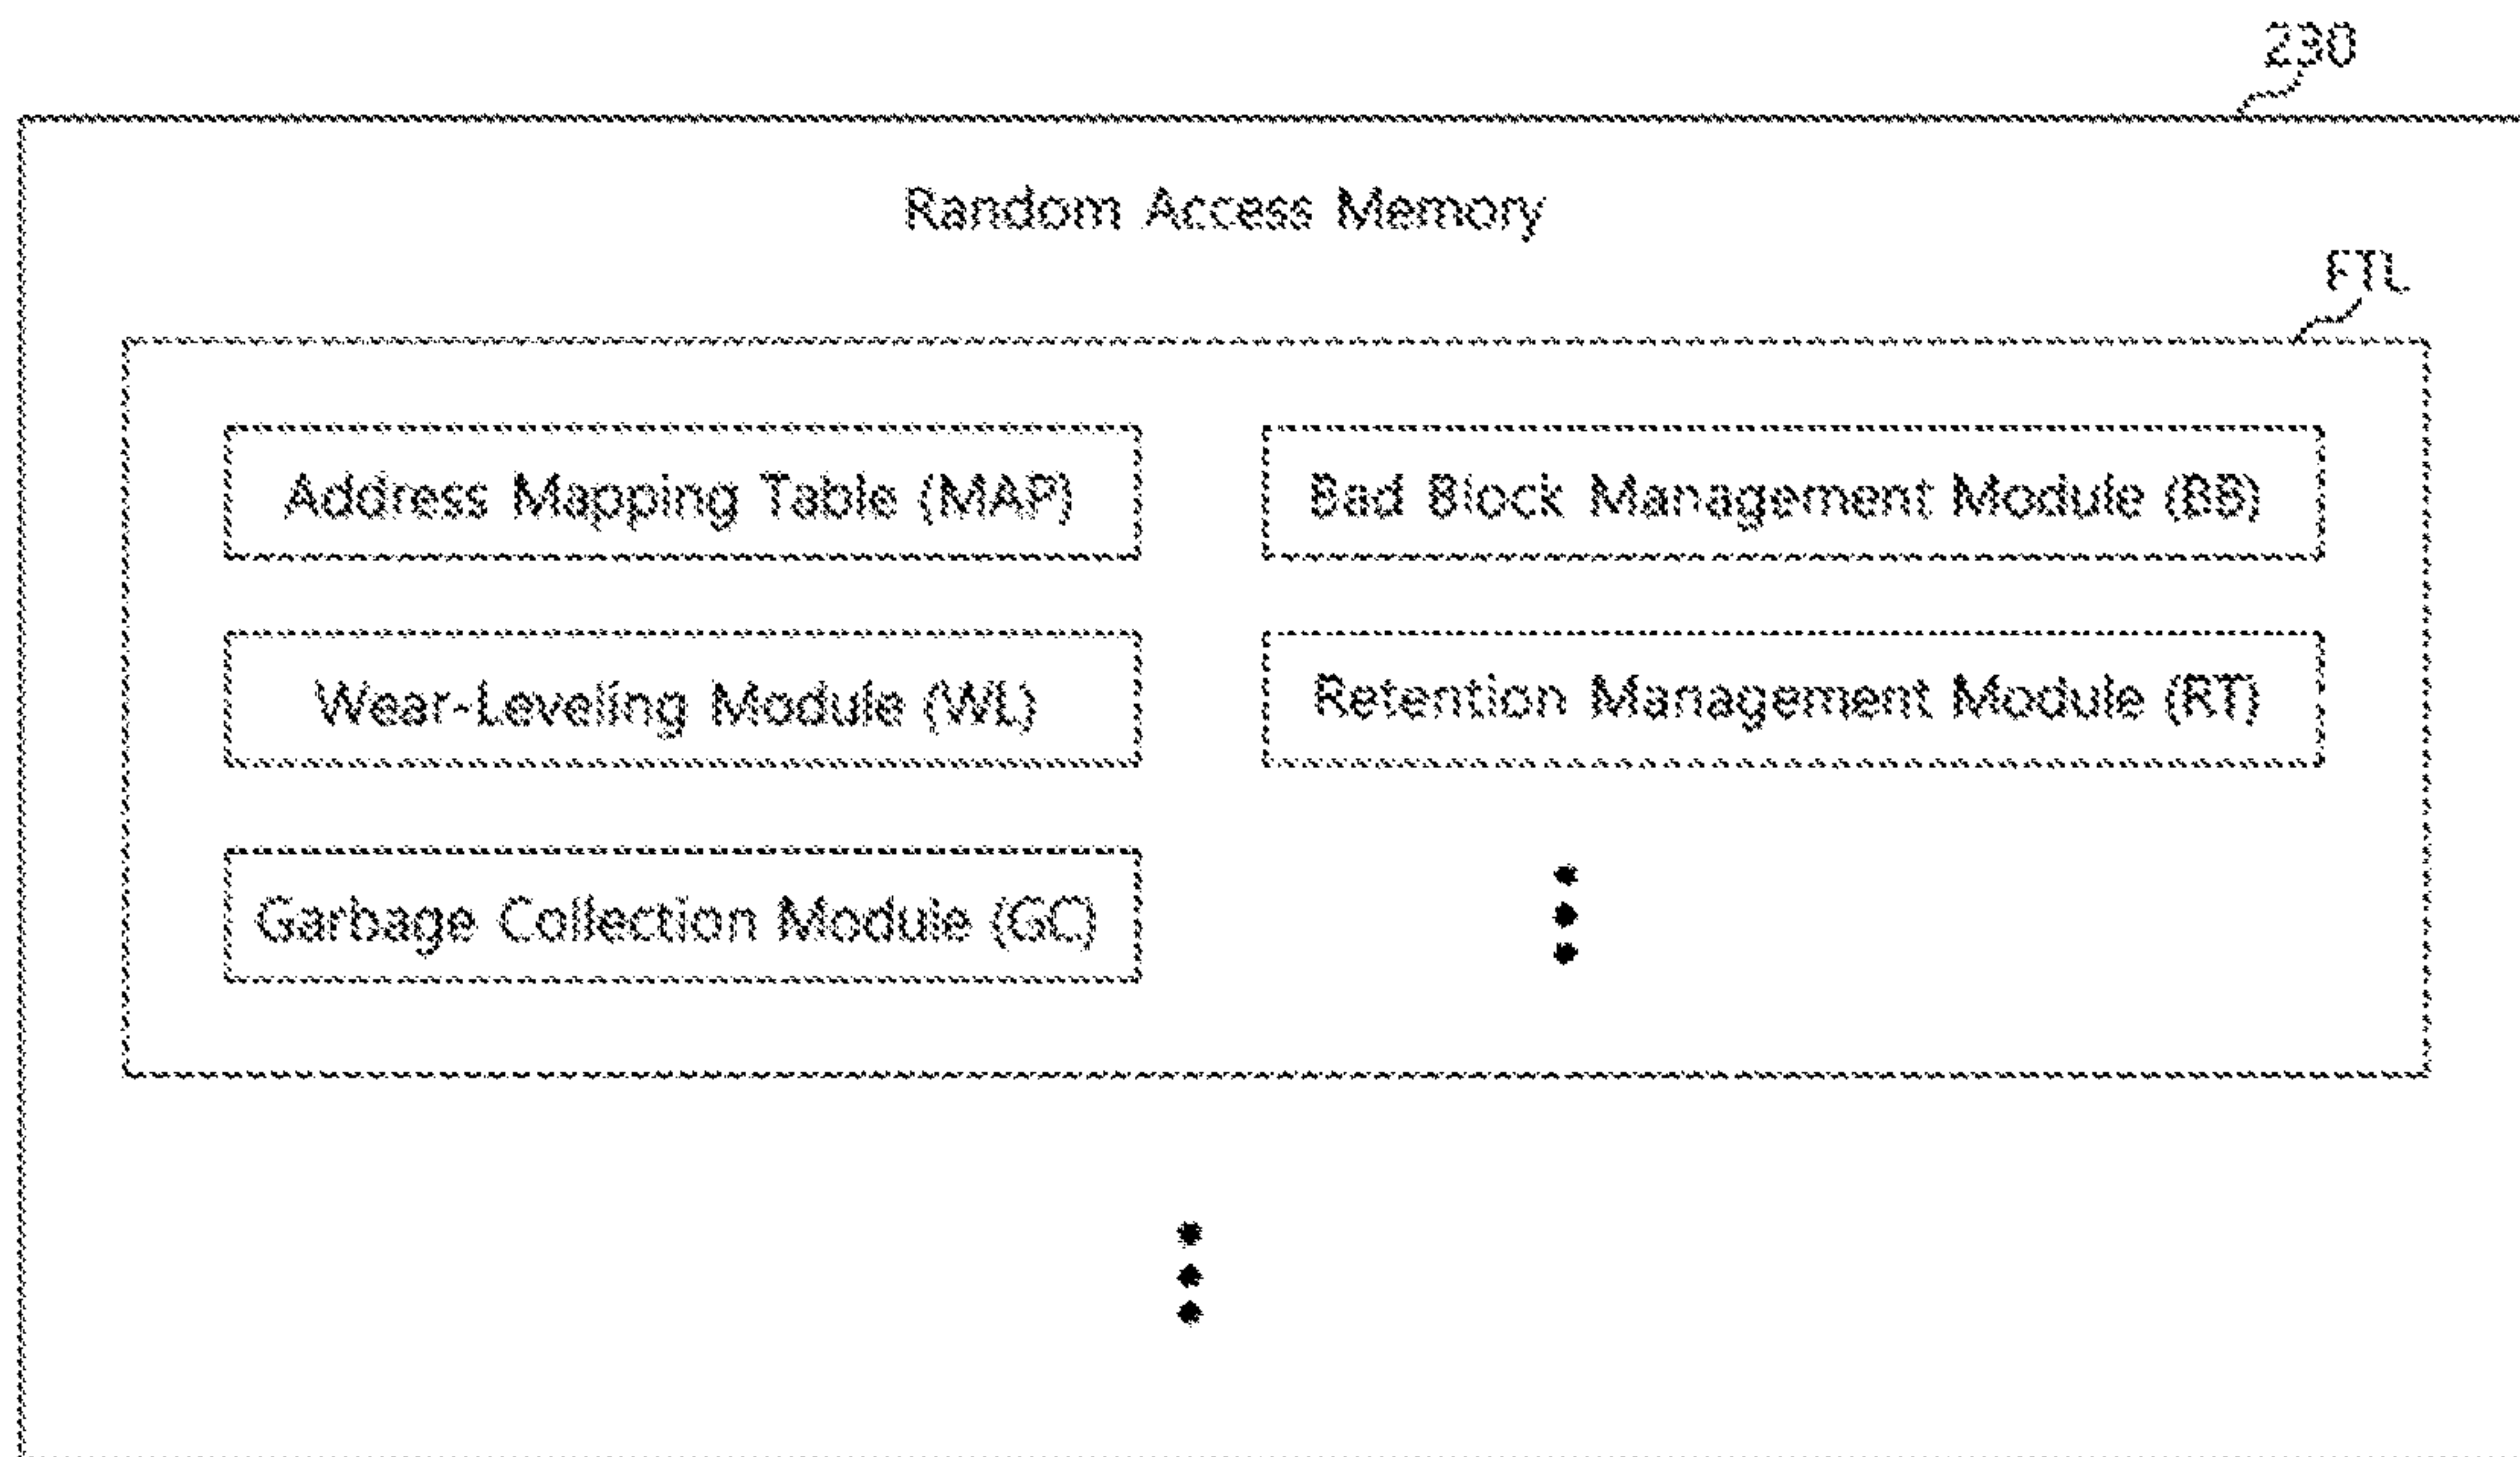 230
Random Access Memory
FTL
Address Mapping Table (MAP)
Bad Block Management Module (BB)
Wear-Leveling Module (WL)
Retention Management Module (RT)
Garbage Collection Module (GC)